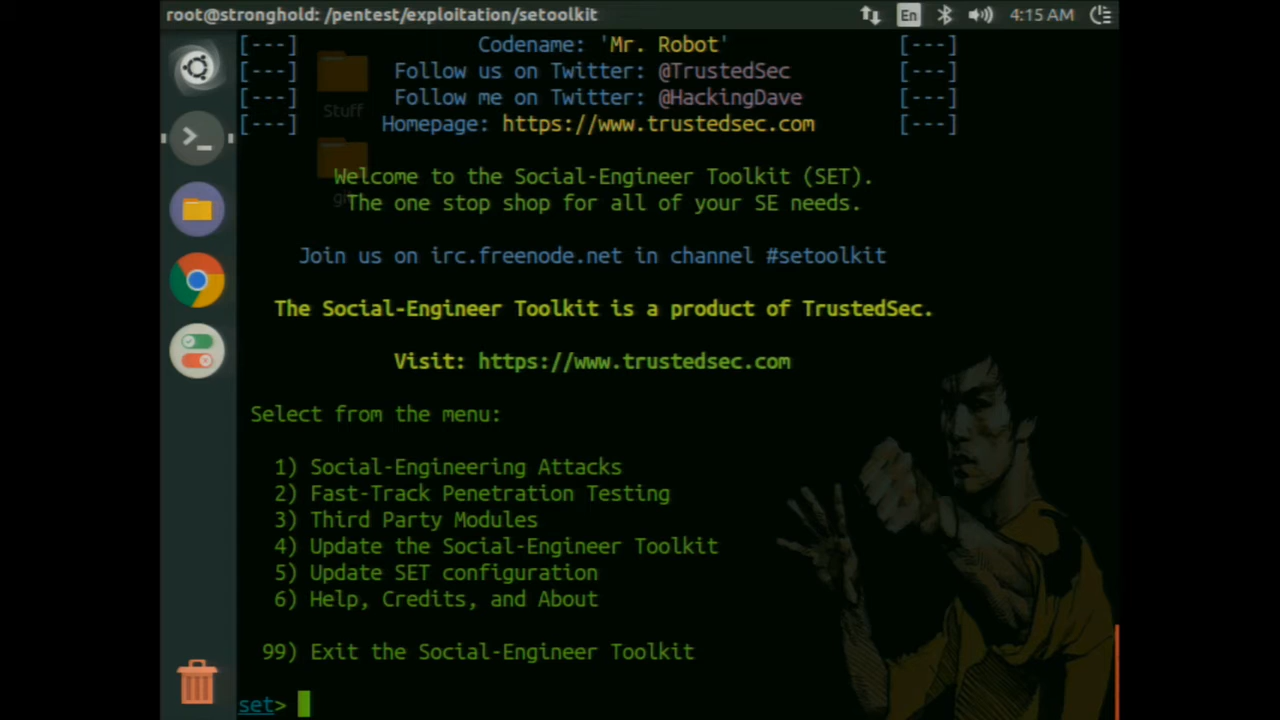 root@stronghold: /pentest/exploitation/setoolkit
En
4:15 AM
[---] Codename: 'Mr. Robot' [---]
[---] Follow us on Twitter: @TrustedSec [---]
[---] Follow me on Twitter: @HackingDave [---]
[---] Homepage: https://www.trustedsec.com [---]
Stuff
Welcome to the Social-Engineer Toolkit (SET).
The one stop shop for all of your SE needs.
Join us on irc.freenode.net in channel #setoolkit
The Social-Engineer Toolkit is a product of TrustedSec.
Visit: https://www.trustedsec.com
Select from the menu:
1) Social-Engineering Attacks
2) Fast-Track Penetration Testing
3) Third Party Modules
4) Update the Social-Engineer Toolkit
5) Update SET configuration
6) Help, Credits, and About
99) Exit the Social-Engineer Toolkit
set>